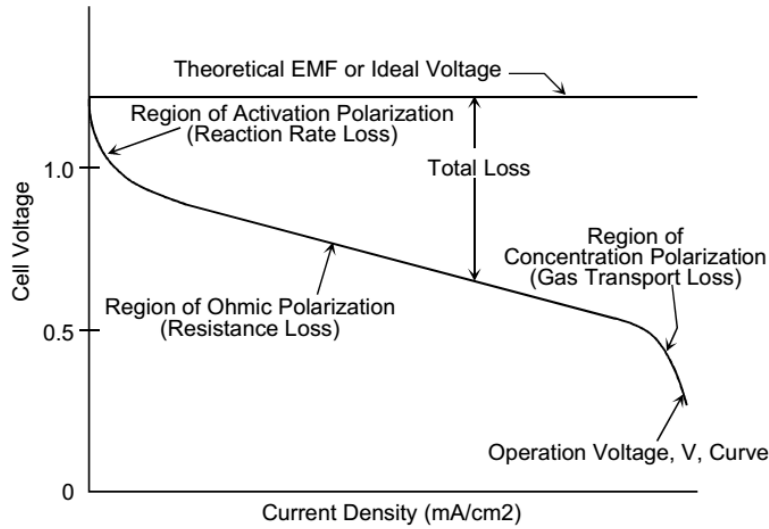 Theoretical EMF or Ideal Voltage
Region of Activation Polarization
(Reaction Rate Loss)
1.0
Total Loss
Cell Voltage
Region of
Concentration Polarization
(Gas Transport Loss)
Region of Ohmic Polarization
(Resistance Loss)
0.5
Operation Voltage, V, Curve
0
Current Density (mA/cm2)